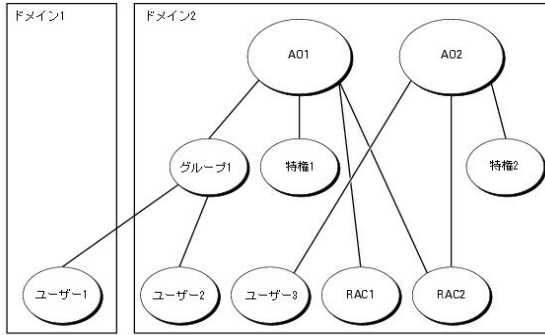 ドメイン1
ドメイン2
AO1
AO2
グループ1
特権1
特権2
ユーザー1
ユーザー2
ユーザー3
RAC1
RAC2